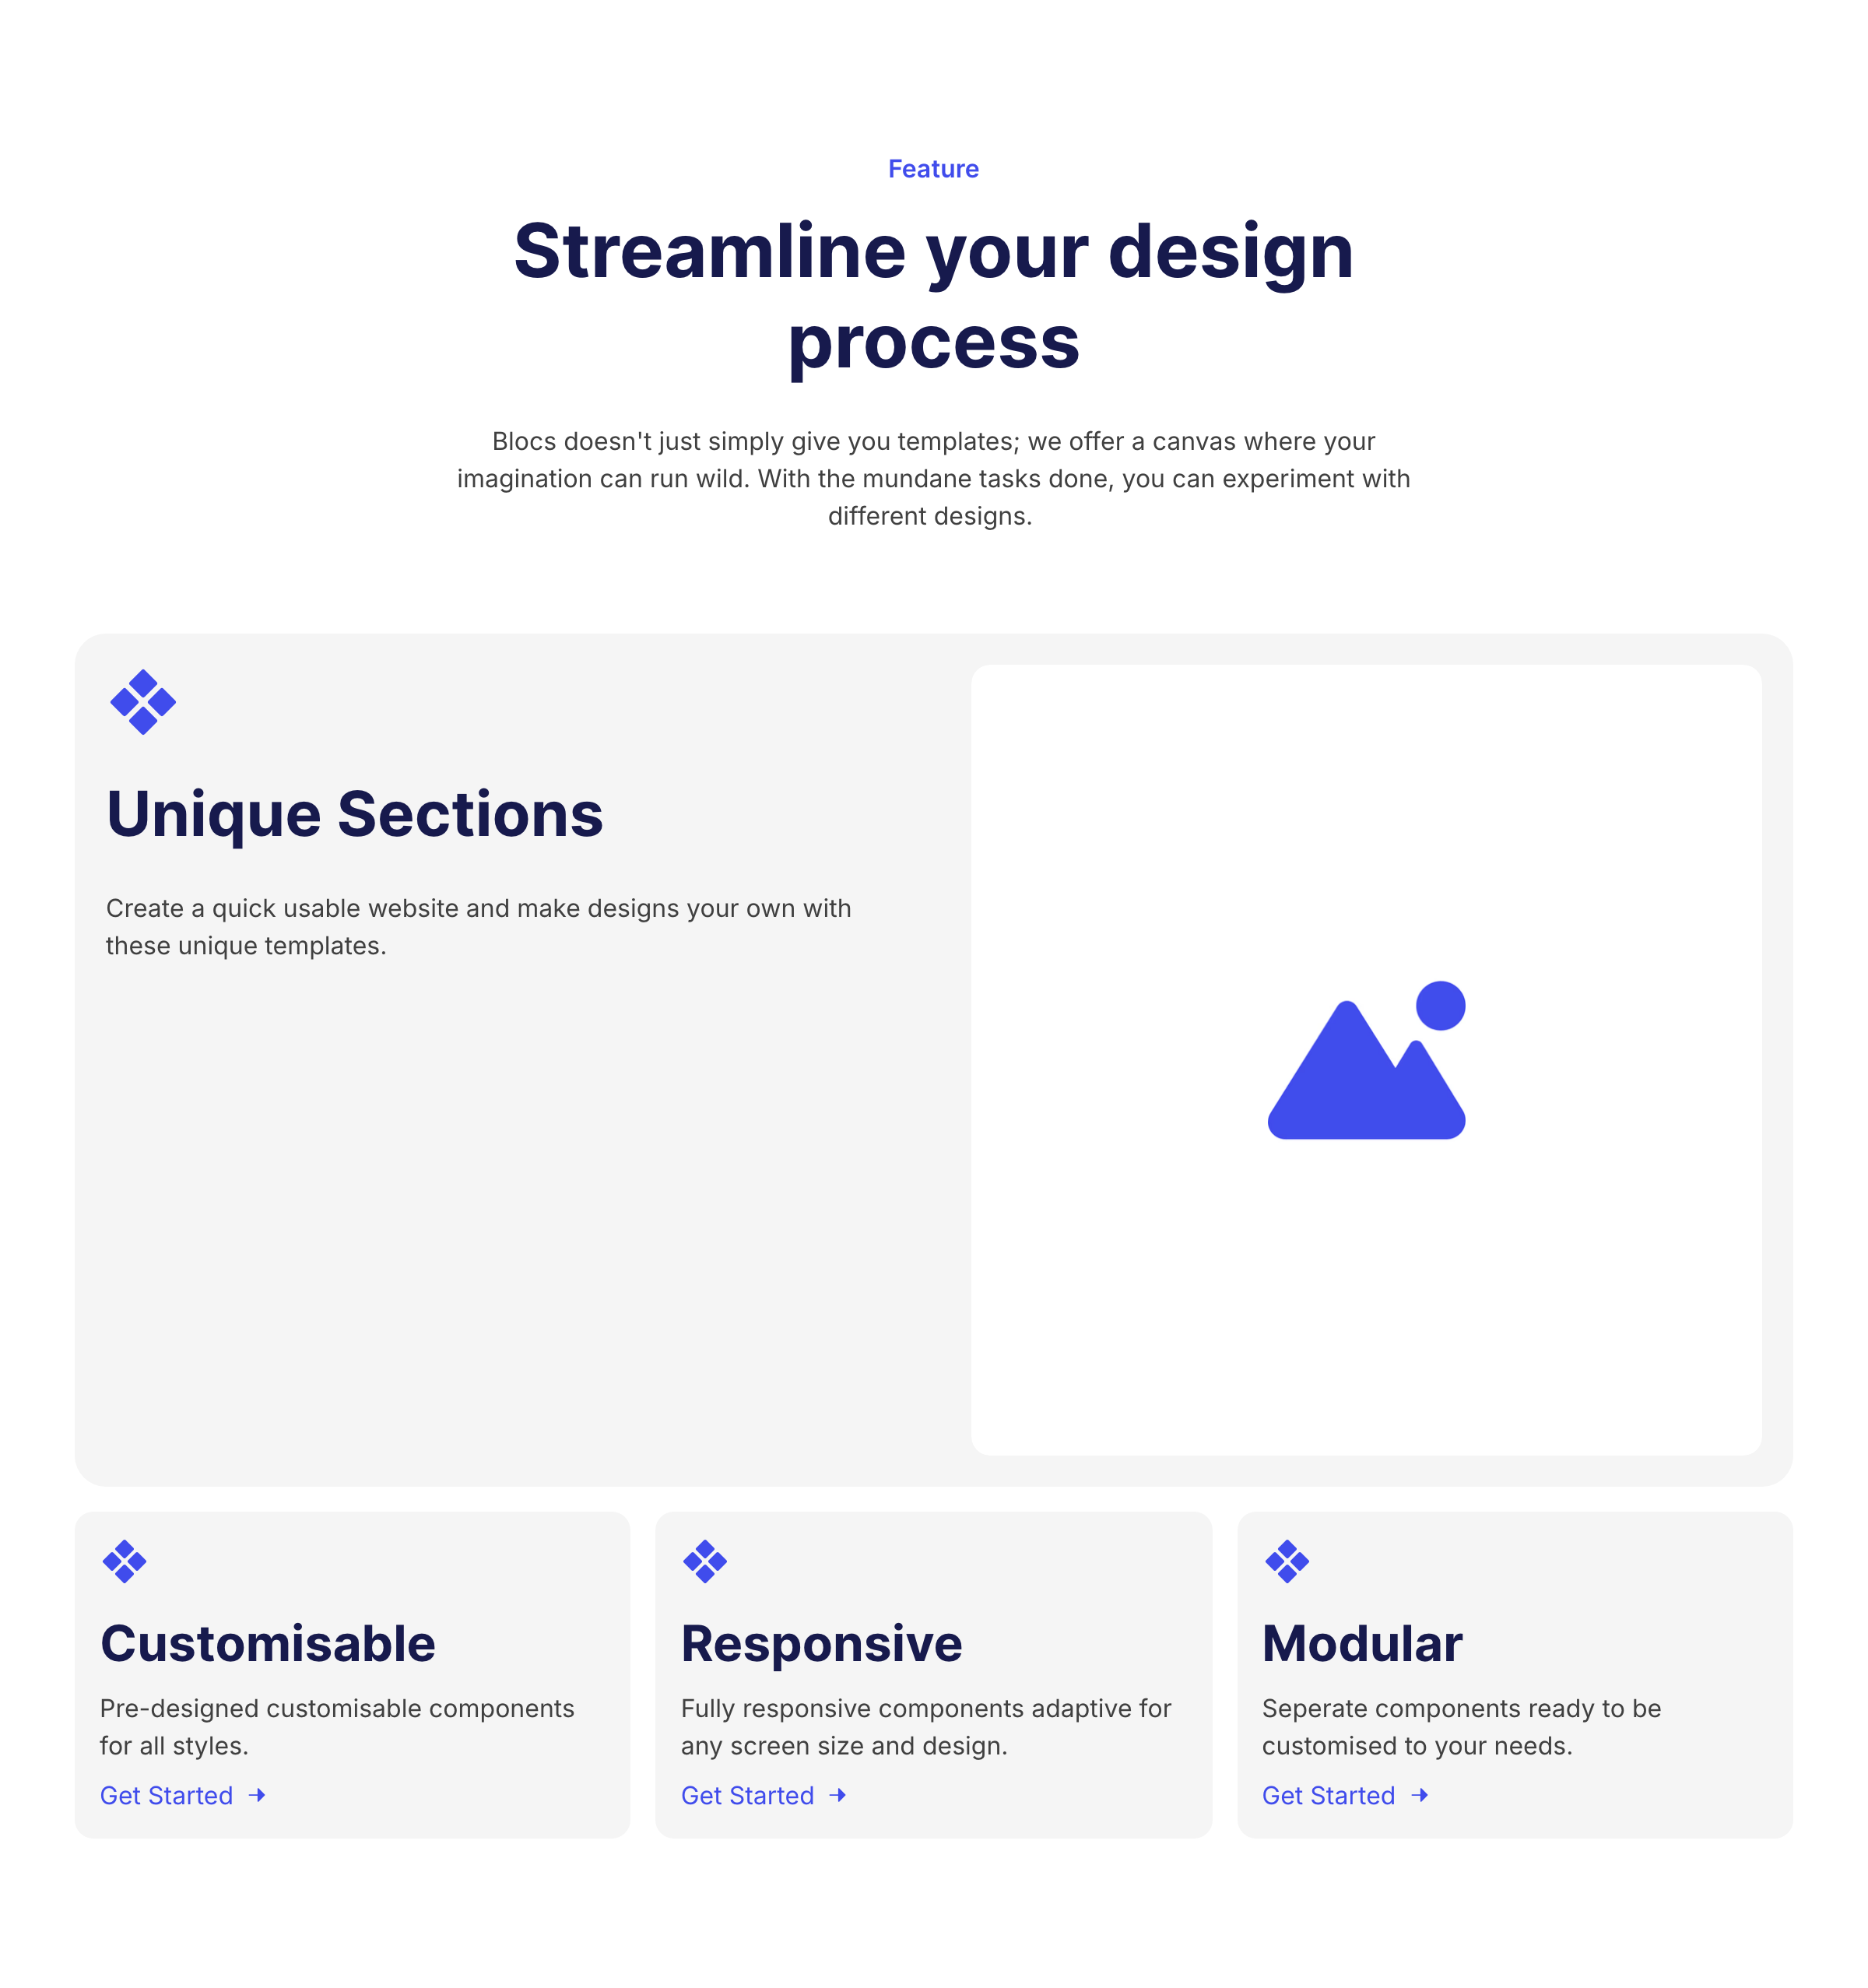 Feature
Streamline your design
process
Blocs doesn't just simply give you templates; we offer a canvas where your
imagination can run wild. With the mundane tasks done, you can experiment with
different designs.
Unique Sections
Create a quick usable website and make designs your own with
these unique templates.
Customisable
Pre-designed customisable components
for all styles.
Get Started
Responsive
Fully responsive components adaptive for
any screen size and design.
Get Started
Modular
Seperate components ready to be
customised to your needs.
Get Started